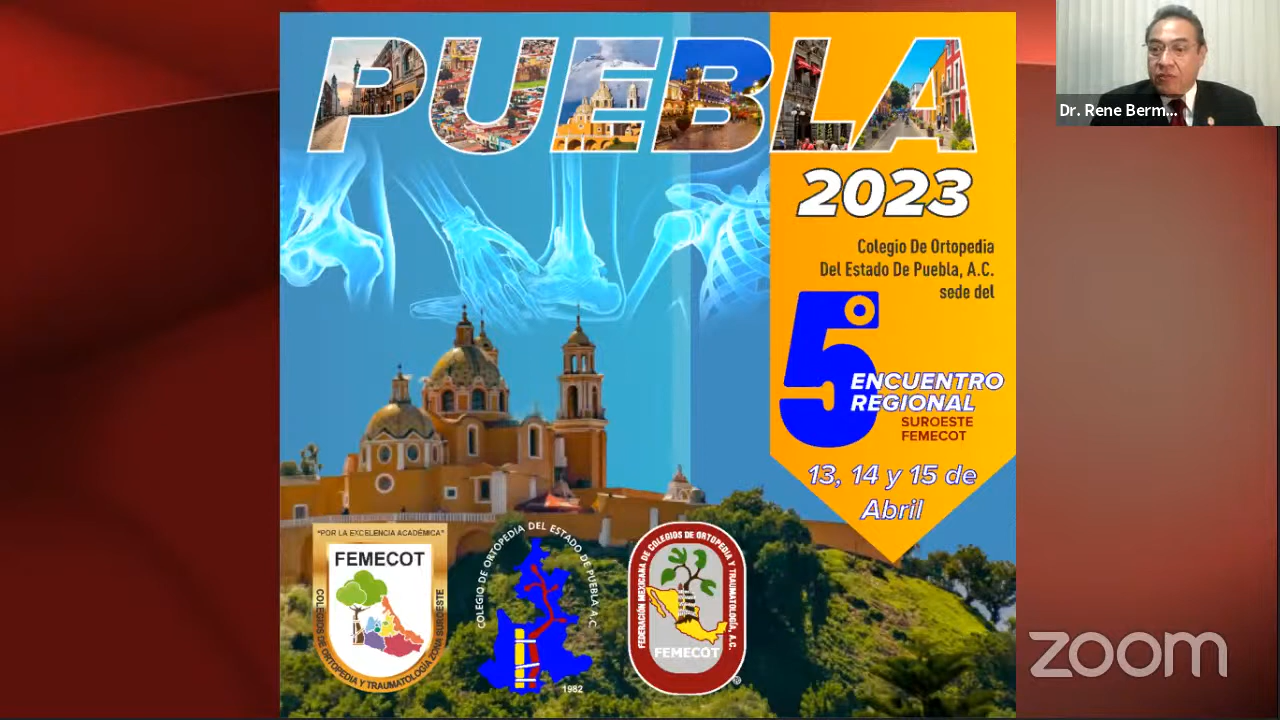 PUEBLA
2023
Colegio De Ortopedia
Del Estado De Puebla, A.C.
sede del
5°
ENCUENTRO
REGIONAL
SUROESTE
FEMECOT
13, 14 y 15 de
Abril
"POR LA EXCELENCIA ACADÉMICA"
FEMECOT
COLEGIOS DE ORTOPEDIA Y TRAUMATOLOGÍA ZONA SUROESTE
COLEGIO DE ORTOPEDIA DEL ESTADO DE PUEBLA, A.C
1982
FEDERACIÓN MEXICANA DE COLEGIOS DE ORTOPEDIA Y TRAUMATOLOGÍA, A.C.
FEMECOT
®
Dr. Rene Berm...
zoom